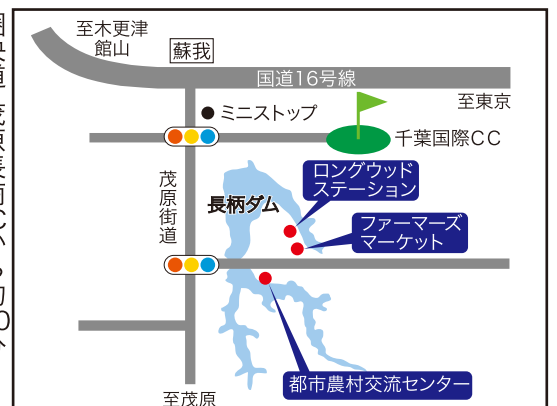 至木更津
館山
蘇我
国道16号線
至東京
ミニストップ
千葉国際CC
ロングウッド
ステーション
茂原街道
長柄ダム
ファーマーズ
マーケット
都市農村交流センター
至茂原